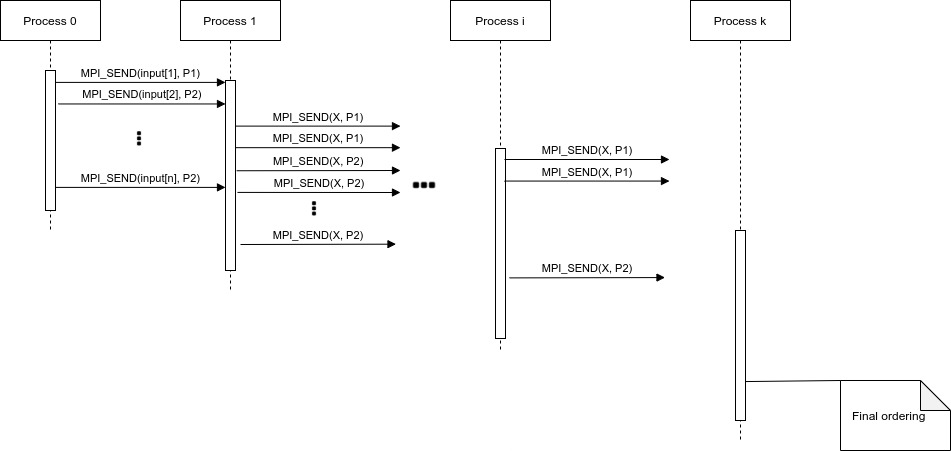 Process 0
Process 1
Process i
Process k
MPI_SEND(input[1], P1)
MPI_SEND(input[2], P2)
MPI_SEND(input[n], P2)
MPI_SEND(X, P1)
MPI_SEND(X, P1)
MPI_SEND(X, P2)
MPI_SEND(X, P2)
MPI_SEND(X, P2)
MPI_SEND(X, P1)
MPI_SEND(X, P1)
MPI_SEND(X, P2)
Final ordering